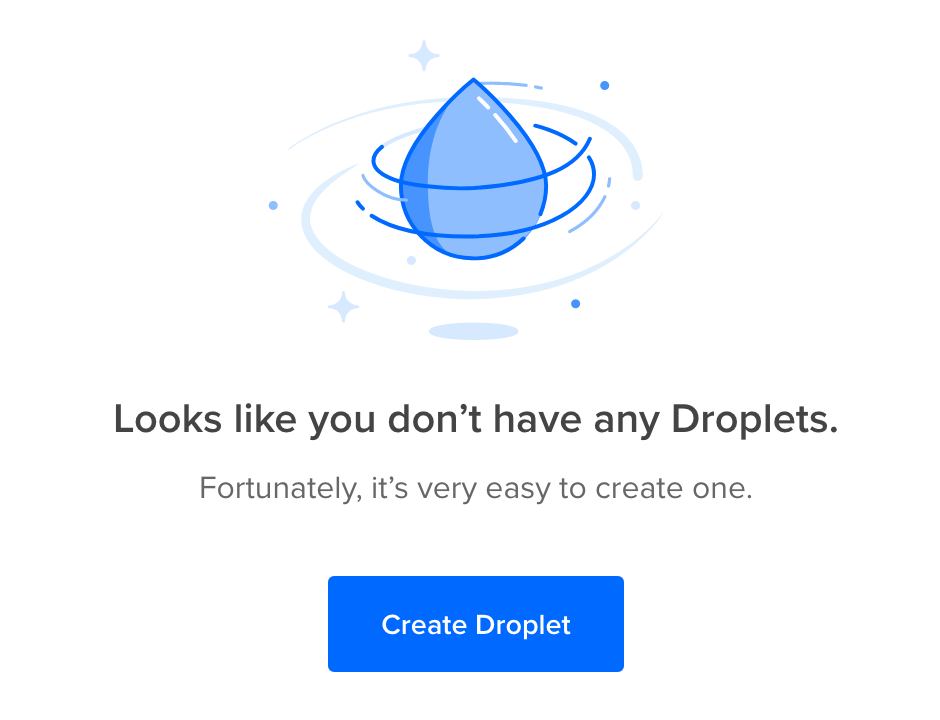 Looks like you don’t have any Droplets.
Fortunately, it’s very easy to create one.
Create Droplet